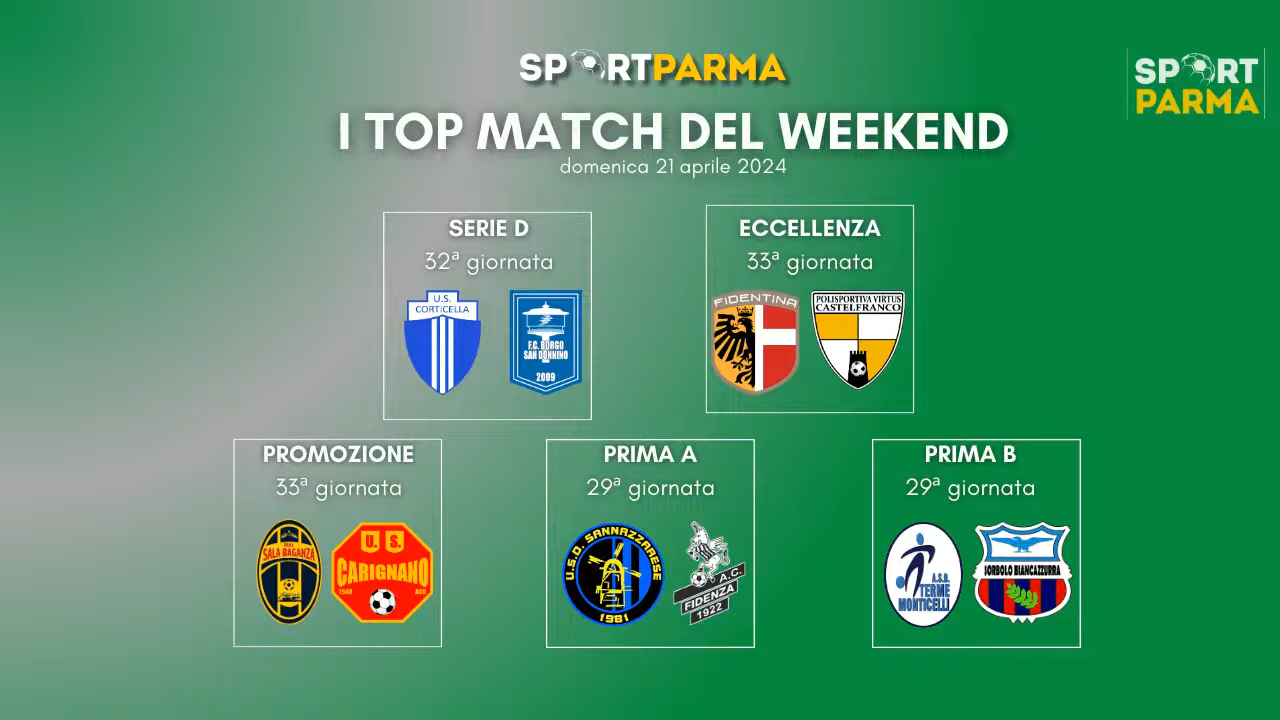 SPORTPARMA
SPORT
PARMA
I TOP MATCH DEL WEEKEND
domenica 21 aprile 2024
SERIE D
32ª giornata
U.S.
CORTICELLA
F.C. BORGO
SAN DONNINO
2009
ECCELLENZA
33ª giornata
FIDENTINA
POLISPORTIVA VIRTUS
CASTELFRANCO
PROMOZIONE
33ª giornata
SALA BAGANZA
U. S.
CARIGNANO
1540
PRIMA A
29ª giornata
U.S.D. SANNAZZARESE
1981
A.C.
FIDENZA
1922
PRIMA B
29ª giornata
A.S.D.
TERME
MONTICELLI
SORBOLO BIANCAZZURRA